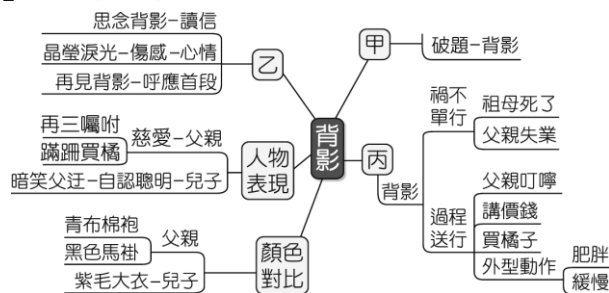 思念背影-讀信
晶瑩淚光-傷感-心情
再見背影-呼應首段
乙
甲
破題-背影
背影
再三囑咐
蹣跚買橘
慈愛-父親
暗笑父迂-自認聰明-兒子
人物
表現
青布棉袍
黑色馬褂
父親
紫毛大衣-兒子
顏色
對比
丙
背影
禍不
單行
祖母死了
父親失業
過程
送行
父親叮嚀
講價錢
買橘子
外型動作
肥胖
緩慢